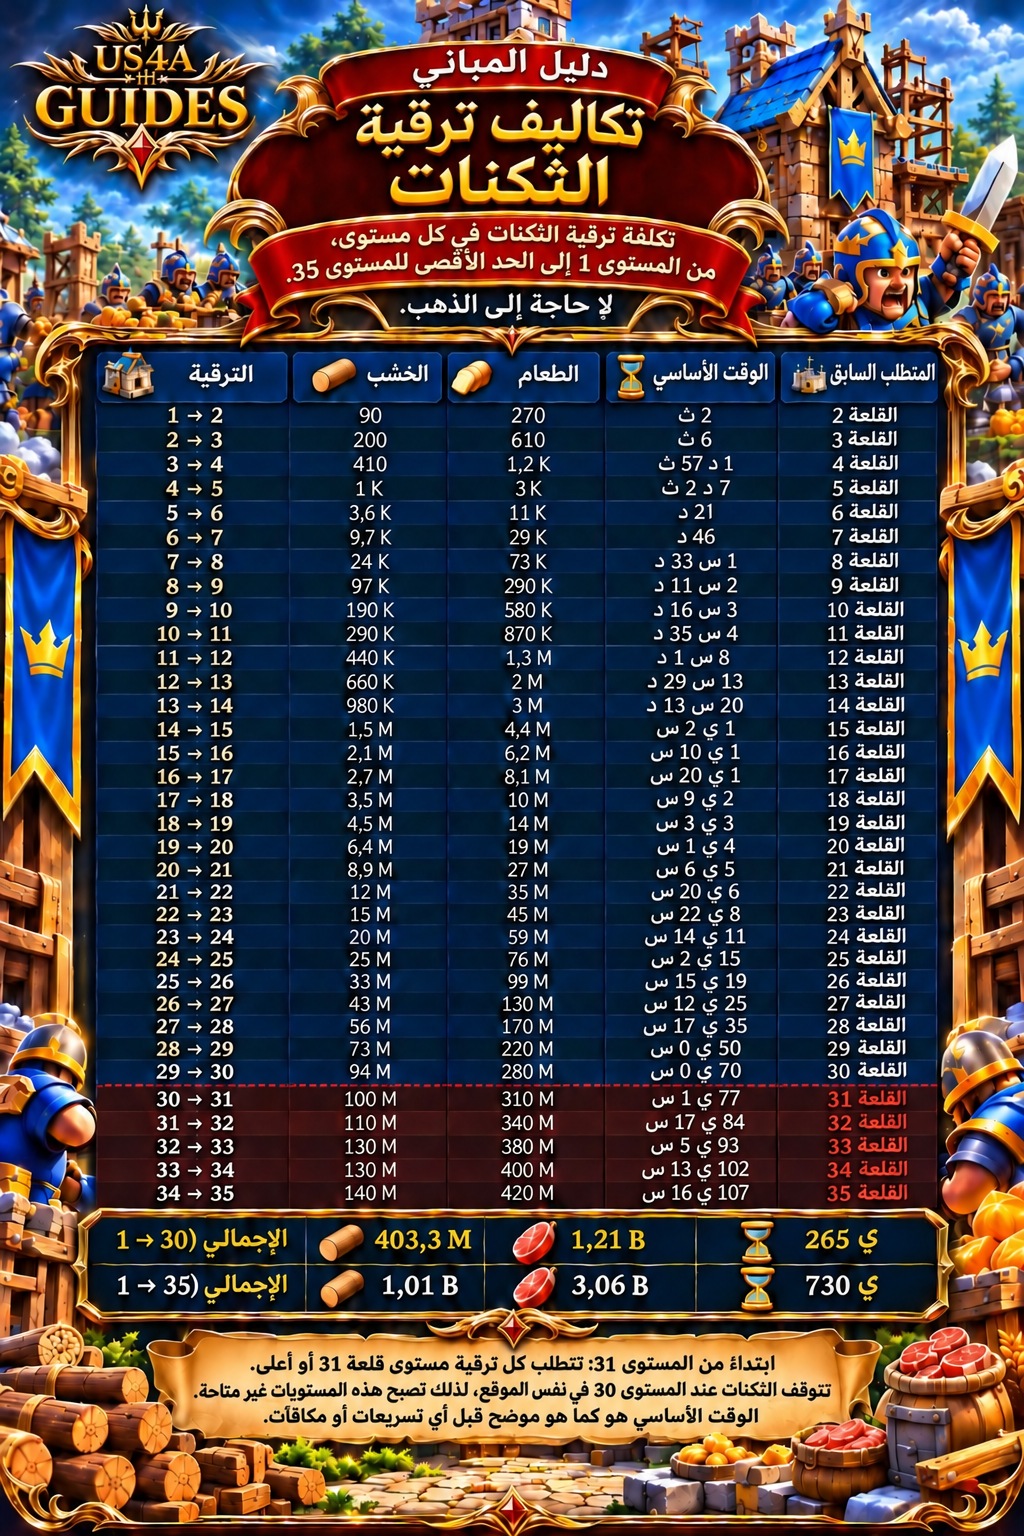 US4A
GUIDES
دليل المباني
تكاليف ترقية
الثكنات
تكلفة ترقية الثكنات في كل مستوى،
من المستوى 1 إلى الحد الأقصى للمستوى 35.
لا حاجة إلى الذهب.
الترقية الخشب الطعام الوقت الأساسي المتطلب السابق
1 → 2 90 270 2 ث القلعة 2
2 → 3 200 610 6 ث القلعة 3
3 → 4 410 1,2 K 1 د 57 ث القلعة 4
4 → 5 1 K 3 K 7 د 2 ث القلعة 5
5 → 6 3,6 K 11 K 21 د القلعة 6
6 → 7 9,7 K 29 K 46 د القلعة 7
7 → 8 24 K 73 K 1 س 33 د القلعة 8
8 → 9 97 K 290 K 2 س 11 د القلعة 9
9 → 10 190 K 580 K 3 س 16 د القلعة 10
10 → 11 290 K 870 K 4 س 35 د القلعة 11
11 → 12 440 K 1,3 M 8 س 1 د القلعة 12
12 → 13 660 K 2 M 13 س 29 د القلعة 13
13 → 14 980 K 3 M 20 س 13 د القلعة 14
14 → 15 1,5 M 4,4 M 1 ي 2 س القلعة 15
15 → 16 2,1 M 6,2 M 1 ي 10 س القلعة 16
16 → 17 2,7 M 8,1 M 1 ي 20 س القلعة 17
17 → 18 3,5 M 10 M 2 ي 9 س القلعة 18
18 → 19 4,5 M 14 M 3 ي 3 س القلعة 19
19 → 20 6,4 M 19 M 4 ي 1 س القلعة 20
20 → 21 8,9 M 27 M 5 ي 6 س القلعة 21
21 → 22 12 M 35 M 6 ي 20 س القلعة 22
22 → 23 15 M 45 M 8 ي 22 س القلعة 23
23 → 24 20 M 59 M 11 ي 14 س القلعة 24
24 → 25 25 M 76 M 15 ي 2 س القلعة 25
25 → 26 33 M 99 M 19 ي 15 س القلعة 26
26 → 27 43 M 130 M 25 ي 12 س القلعة 27
27 → 28 56 M 170 M 35 ي 17 س القلعة 28
28 → 29 73 M 220 M 50 ي 0 س القلعة 29
29 → 30 94 M 280 M 70 ي 0 س القلعة 30
30 → 31 100 M 310 M 77 ي 1 س القلعة 31
31 → 32 110 M 340 M 84 ي 17 س القلعة 32
32 → 33 130 M 380 M 93 ي 5 س القلعة 33
33 → 34 130 M 400 M 102 ي 13 س القلعة 34
34 → 35 140 M 420 M 107 ي 16 س القلعة 35
الإجمالي (1 → 30 403,3 M 1,21 B 265 ي
الإجمالي (1 → 35 1,01 B 3,06 B 730 ي
ابتداءً من المستوى 31: تتطلب كل ترقية مستوى قلعة 31 أو أعلى.
تتوقف الثكنات عند المستوى 30 في نفس الموقع، لذلك تصبح هذه المستويات غير متاحة.
الوقت الأساسي هو كما هو موضح قبل أي تسريعات أو مكافآت.